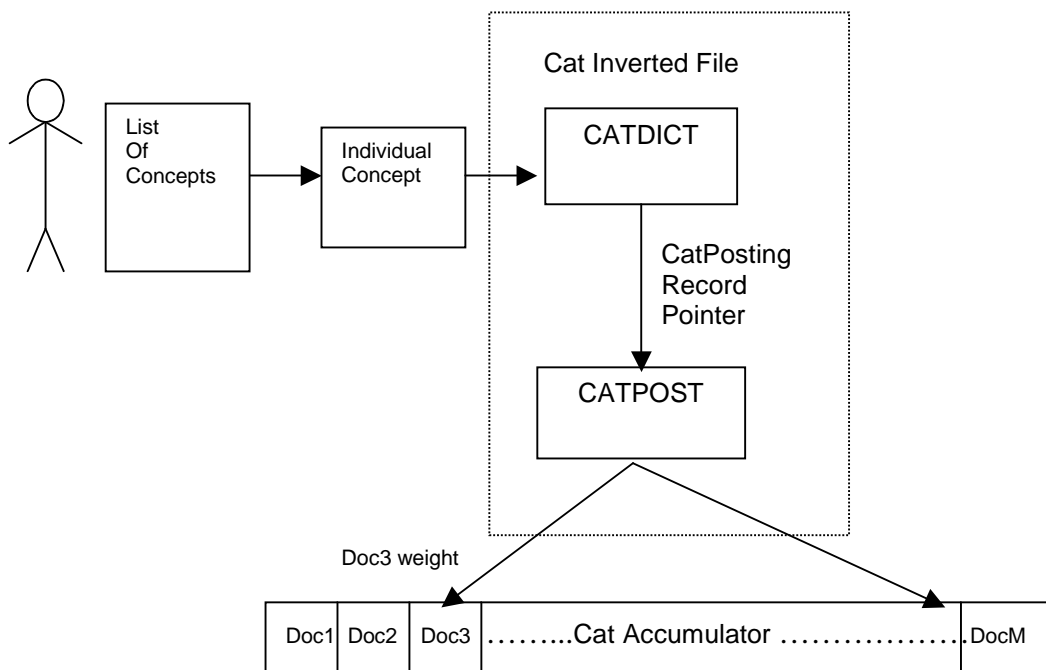 Cat Inverted File
List
Of
Concepts
Individual
Concept
CATDICT
CatPosting
Record
Pointer
CATPOST
Doc3 weight
Doc1 Doc2 Doc3 ………...Cat Accumulator ……………….DocM